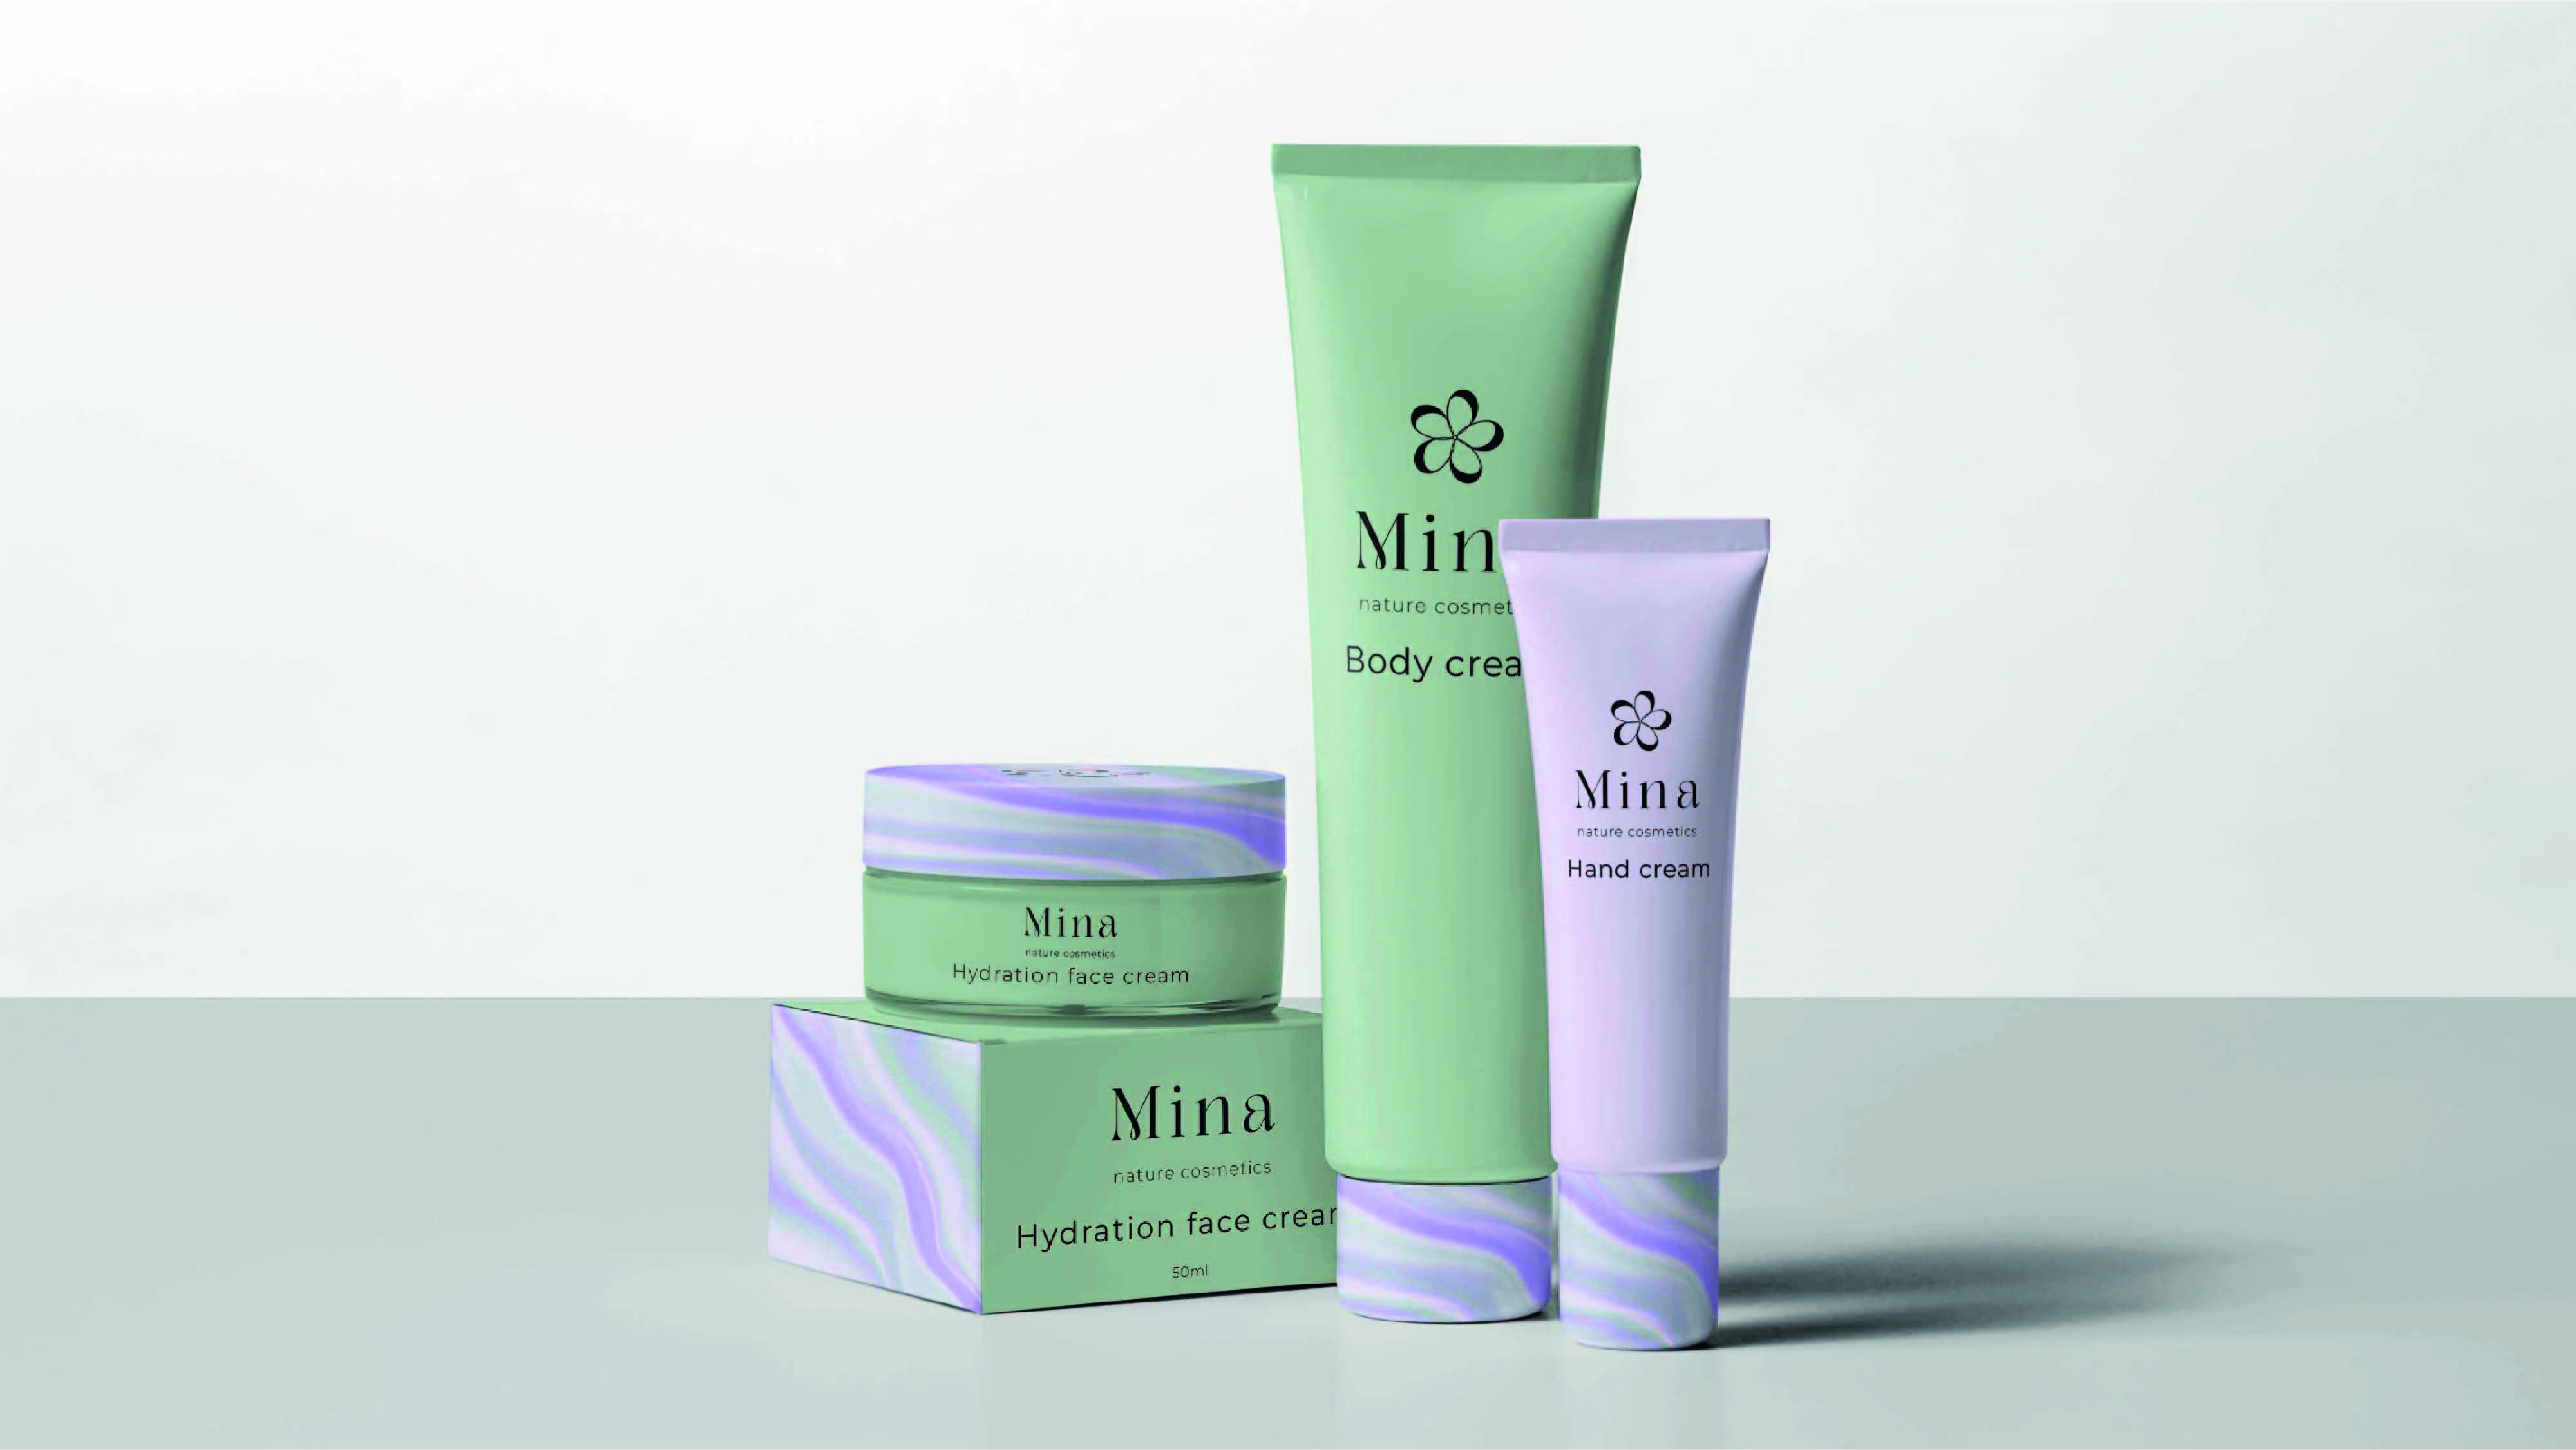 Min
nature cosmet
Body crea
Mina
nature cosmetics
Hand cream
Mina
nature cosmetics
Hydration face cream
Mina
nature cosmetics
Hydration face crear
50ml